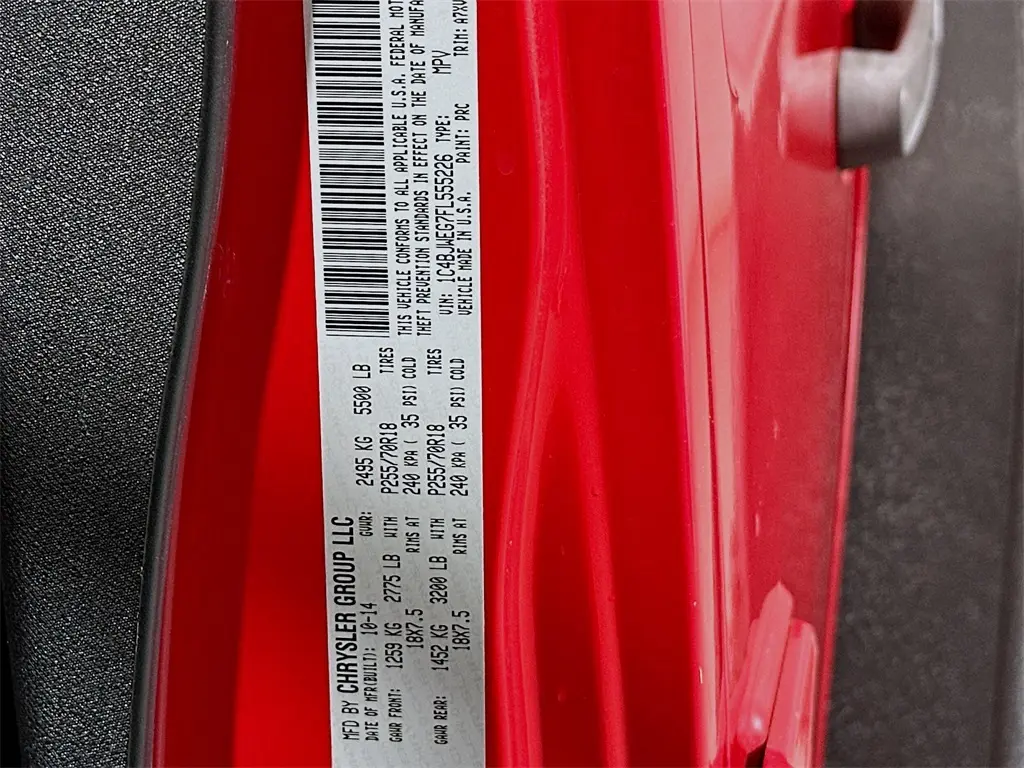 MFD BY CHRYSLER GROUP LLC
DATE OF MFR(BUILT): 10-14 GVWR: 2495 KG 5500 LB
GAWR FRONT: 1259 KG 2775 LB WITH P255/70R18 TIRES
18X7.5 RIMS AT 240 KPA ( 35 PSI) COLD
GAWR REAR: 1452 KG 3200 LB WITH P255/70R18 TIRES
18X7.5 RIMS AT 240 KPA ( 35 PSI) COLD
THIS VEHICLE CONFORMS TO ALL APPLICABLE U.S.A. FEDERAL
THEFT PREVENTION STANDARDS IN EFFECT ON THE DATE OF
VIN: 1C4BJWEG7FL555226 TYPE: MPV
VEHICLE MADE IN U.S.A. PAINT: PRC TRIM: